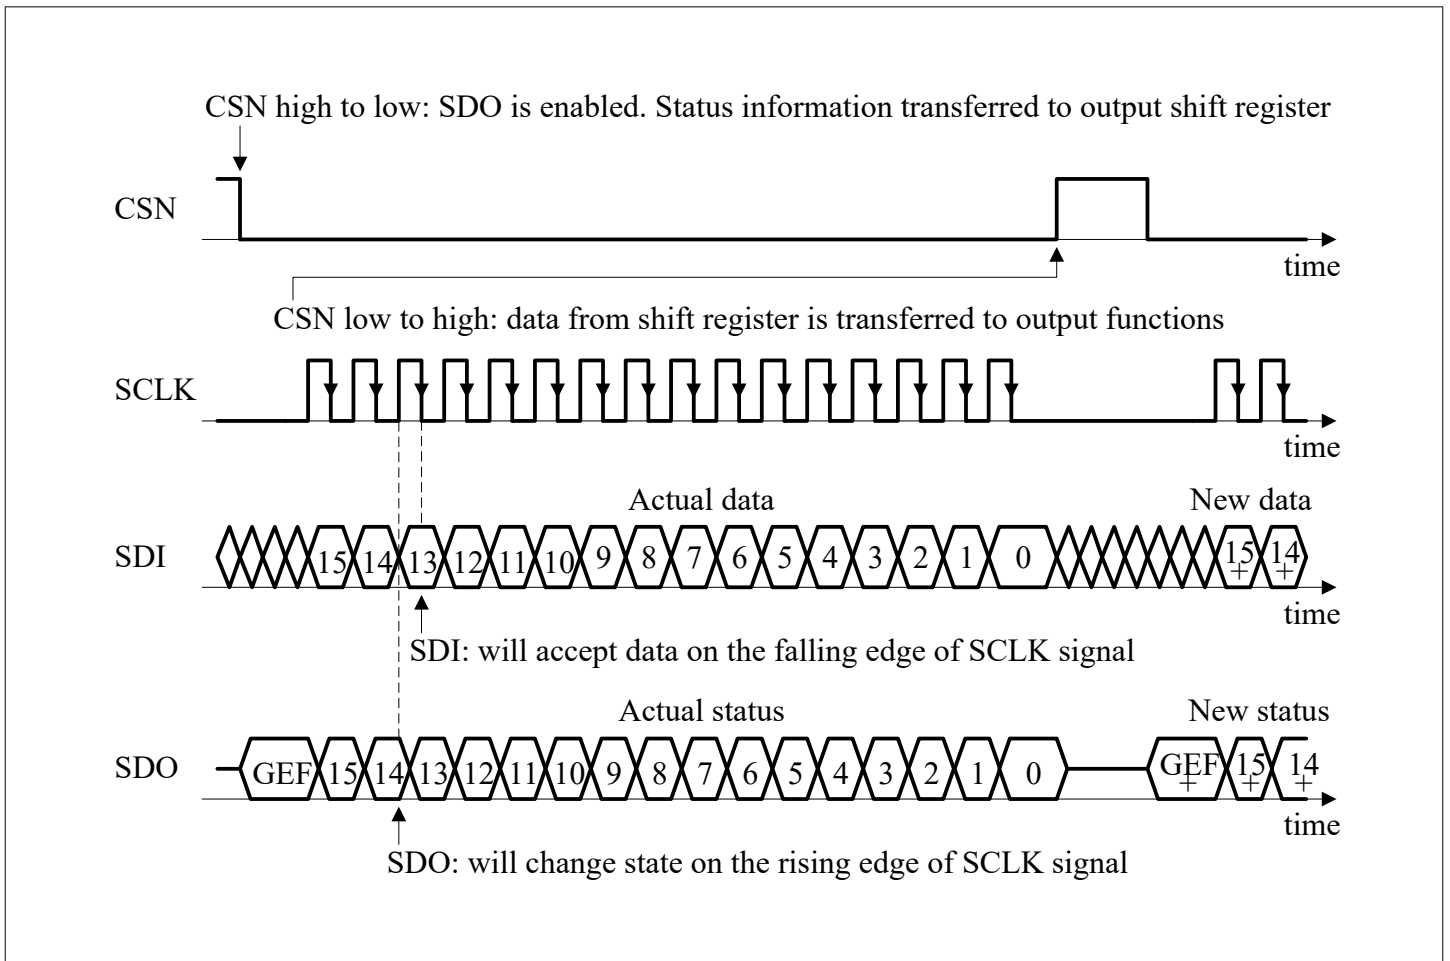 CSN high to low: SDO is enabled. Status information transferred to output shift register
CSN
time
CSN low to high: data from shift register is transferred to output functions
SCLK
time
Actual data New data
SDI 15 14 13 12 11 10 9 8 7 6 5 4 3 2 1 0 15 14
+ +
time
SDI: will accept data on the falling edge of SCLK signal
Actual status New status
SDO GEF 15 14 13 12 11 10 9 8 7 6 5 4 3 2 1 0 GEF 15 14
+ + +
time
SDO: will change state on the rising edge of SCLK signal